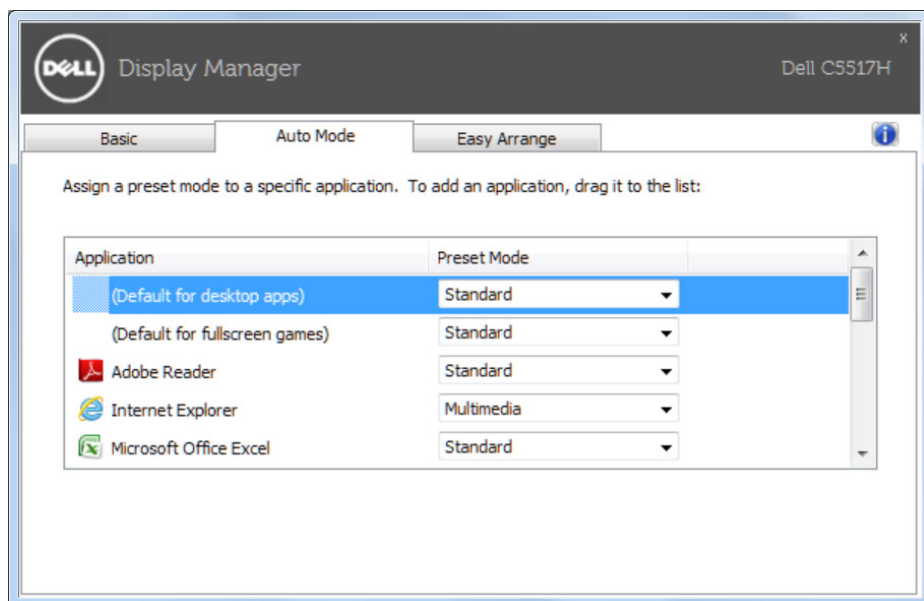 x
DELL Display Manager Dell C5517H
Basic Auto Mode Easy Arrange
Assign a preset mode to a specific application. To add an application, drag it to the list:
Application Preset Mode
(Default for desktop apps) Standard
(Default for fullscreen games) Standard
Adobe Reader Standard
Internet Explorer Multimedia
Microsoft Office Excel Standard